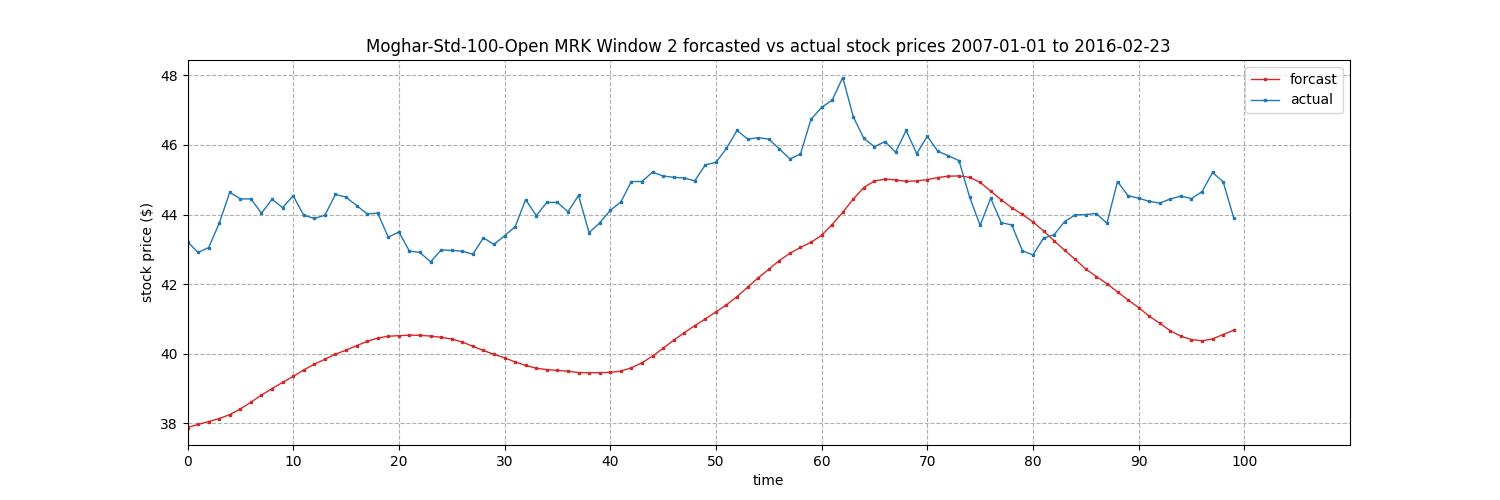 Moghar-Std-100-Open MRK Window 2 forcasted vs actual stock prices 2007-01-01 to 2016-02-23
forcast
actual
stock price ($)
48
46
44
42
40
38
0 10 20 30 40 50 60 70 80 90 100
time